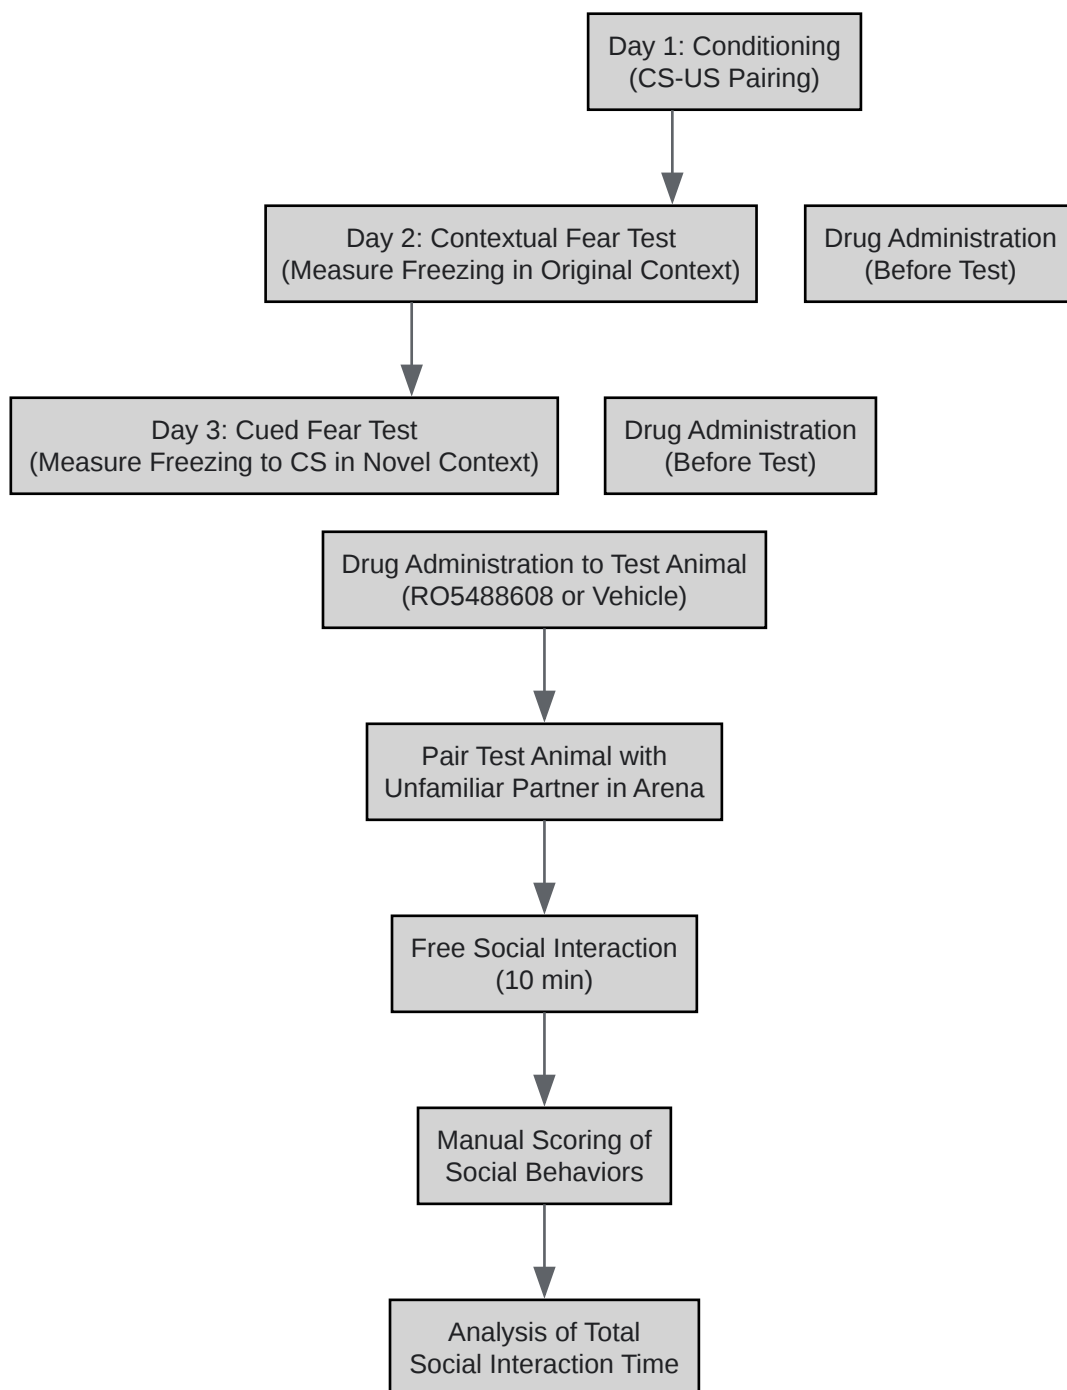 Day 1: Conditioning
(CS-US Pairing)
Day 2: Contextual Fear Test
(Measure Freezing in Original Context)
Drug Administration
(Before Test)
Day 3: Cued Fear Test
(Measure Freezing to CS in Novel Context)
Drug Administration
(Before Test)
Drug Administration to Test Animal
(RO5488608 or Vehicle)
Pair Test Animal with
Unfamiliar Partner in Arena
Free Social Interaction
(10 min)
Manual Scoring of
Social Behaviors
Analysis of Total
Social Interaction Time